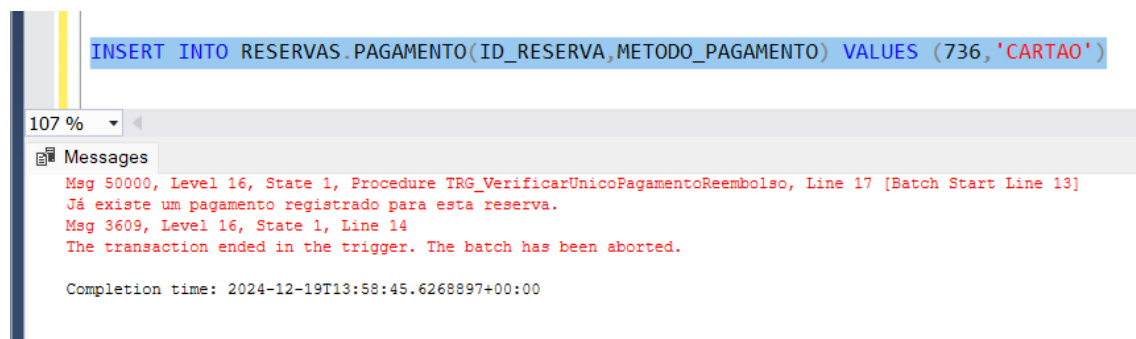 INSERT INTO RESERVAS.PAGAMENTO(ID_RESERVA,METODO_PAGAMENTO) VALUES (736,'CARTAO')
107 %
Messages
Msg 50000, Level 16, State 1, Procedure TRG_VerificarUnicoPagamentoReembolso, Line 17 [Batch Start Line 13]
Já existe um pagamento registrado para esta reserva.
Msg 3609, Level 16, State 1, Line 14
The transaction ended in the trigger. The batch has been aborted.
Completion time: 2024-12-19T13:58:45.6268897+00:00